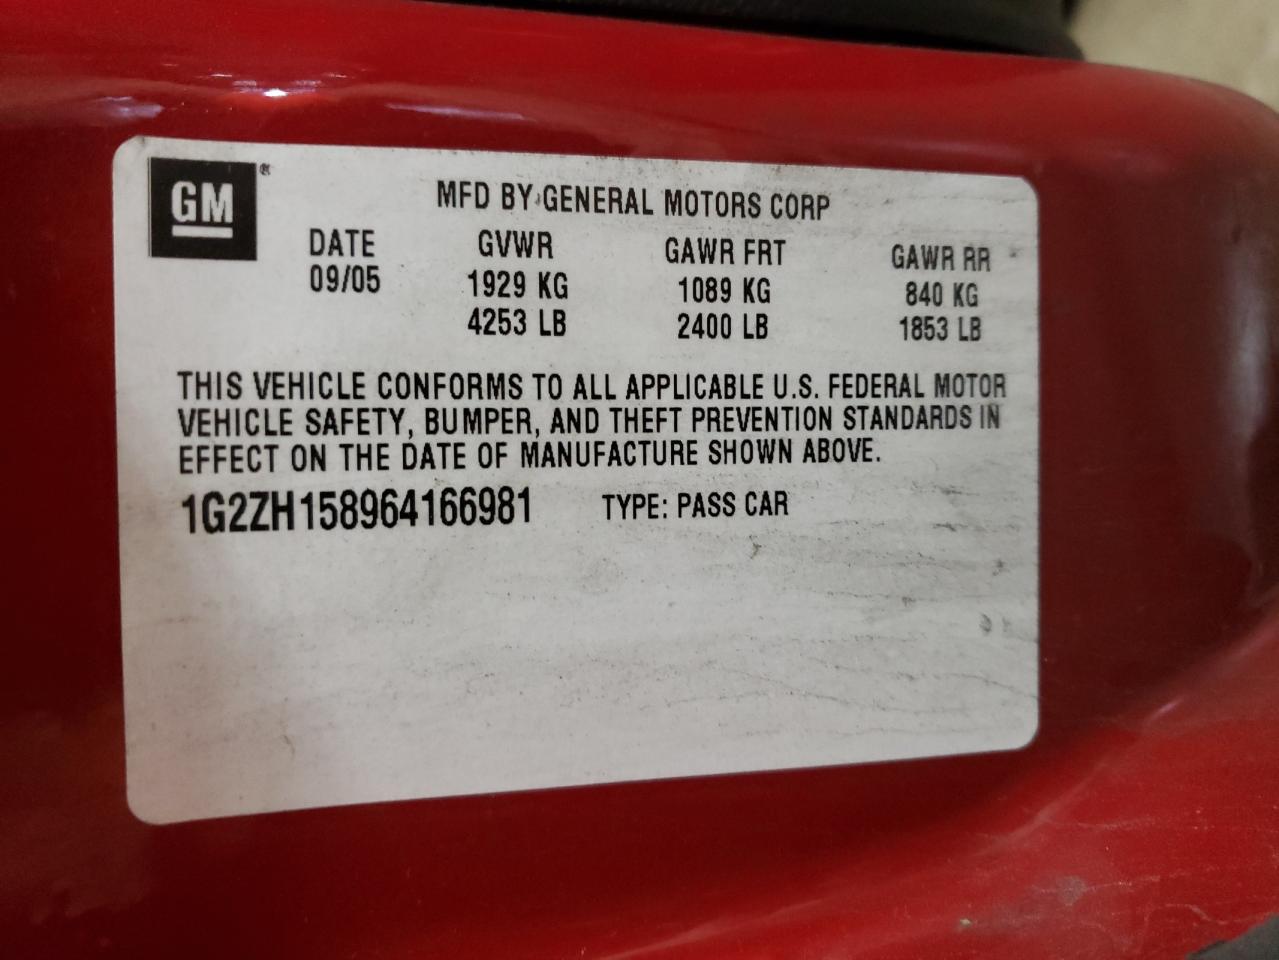 GM®
MFD BY GENERAL MOTORS CORP
DATE GVWR GAWR FRT GAWR RR
09/05 1929 KG 1089 KG 840 KG
4253 LB 2400 LB 1853 LB
THIS VEHICLE CONFORMS TO ALL APPLICABLE U.S. FEDERAL MOTOR
VEHICLE SAFETY, BUMPER, AND THEFT PREVENTION STANDARDS IN
EFFECT ON THE DATE OF MANUFACTURE SHOWN ABOVE.
1G2ZH158964166981 TYPE: PASS CAR